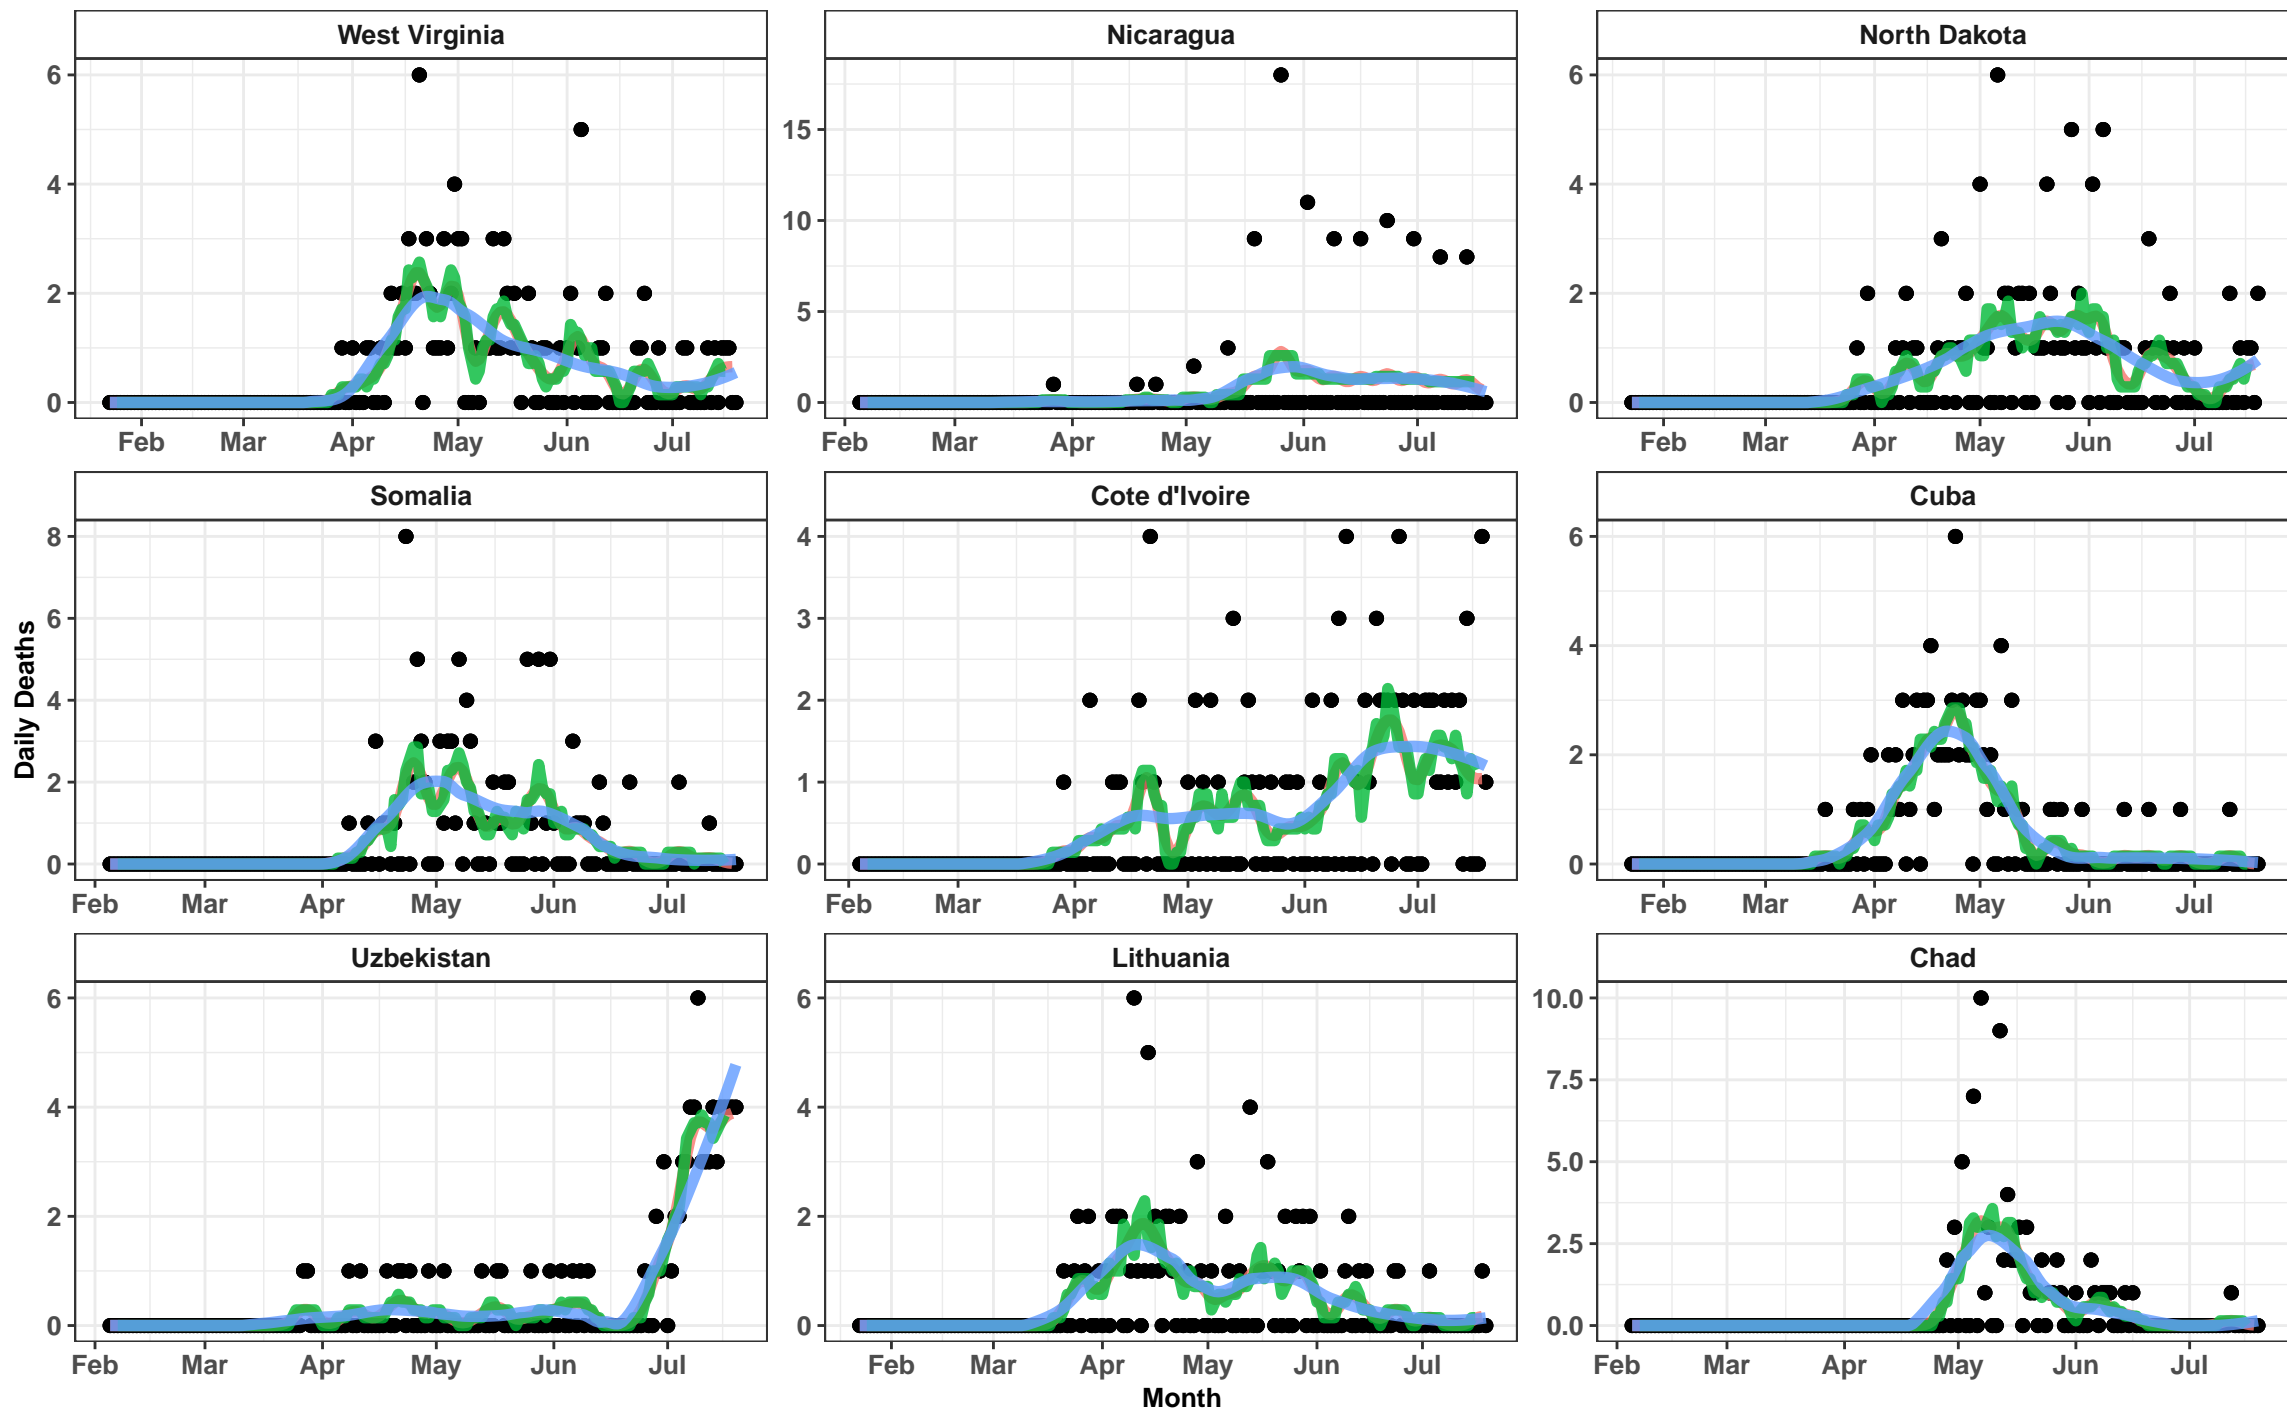 West Virginia
Nicaragua
North Dakota
6
4
2
0
15
10
5
0
6
4
2
0
Feb Mar Apr May Jun Jul
Feb Mar Apr May Jun Jul
Feb Mar Apr May Jun Jul
Somalia
Cote d'Ivoire
Cuba
Daily Deaths
8
6
4
2
0
4
3
2
1
0
6
4
2
0
Feb Mar Apr May Jun Jul
Feb Mar Apr May Jun Jul
Feb Mar Apr May Jun Jul
Uzbekistan
Lithuania
Chad
6
4
2
0
6
4
2
0
10.0
7.5
5.0
2.5
0.0
Feb Mar Apr May Jun Jul
Feb Mar Apr May Jun Jul
Feb Mar Apr May Jun Jul
Month